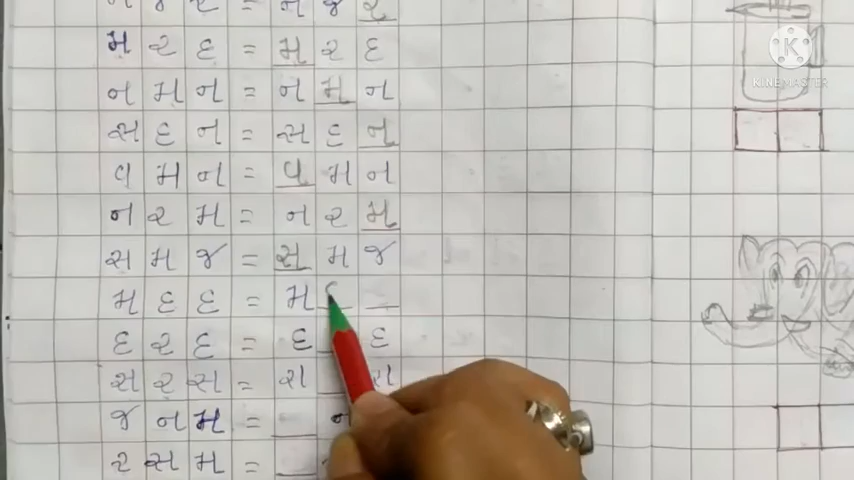 મ ર દ = મ ર દ
ન મ ન = ન મ ન
સ દ ન = સ દ ન
વ મ ન = વ મ ન
ન ર મ = ન ર મ
સ મ જ = સ મ જ
મ દ દ = મ _ _
દ ર દ = દ _ દ
સ ર સ = સ _ સ
જ ન મ = _ ન
ર સ મ = _
KINEMASTER